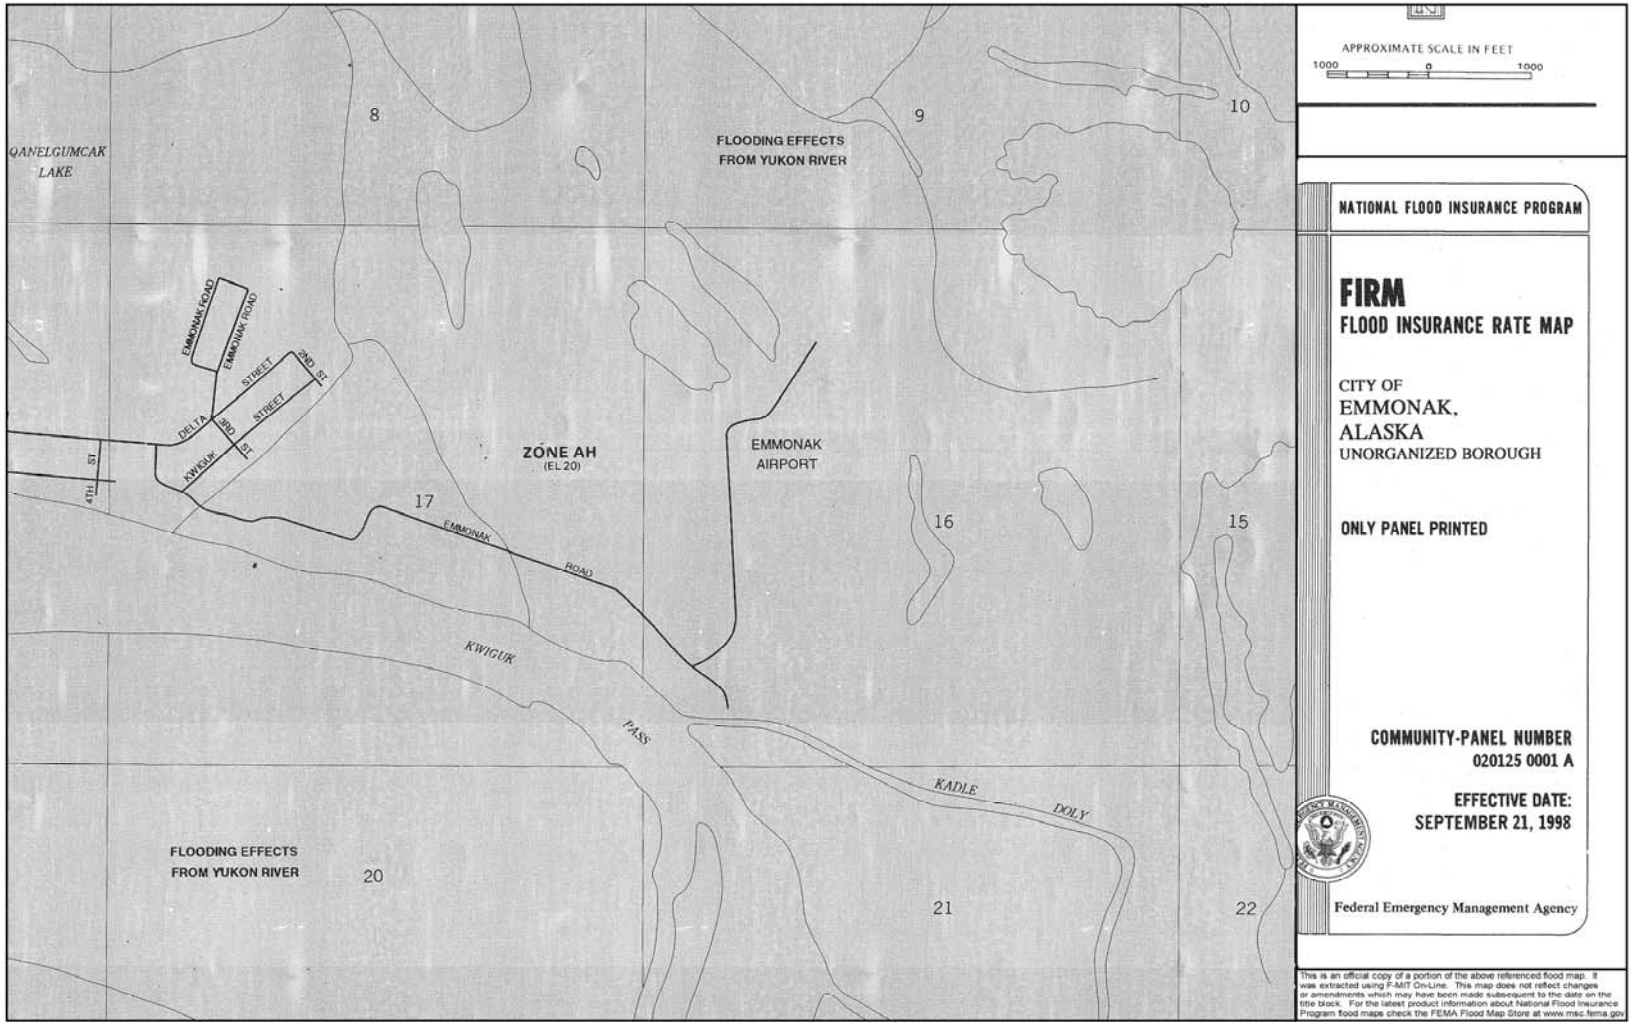 8
9
10
QANELGUMCAK
LAKE
FLOODING EFFECTS
FROM YUKON RIVER
EMMONAK ROAD
EMMONAK ROAD
DELTA
STREET
2ND ST
3RD ST
KWIGUK
STREET
4TH ST
ZONE AH
(EL 20)
EMMONAK
AIRPORT
17
16
15
EMMONAK
ROAD
KWIGUK
PASS
KADLE
DOLY
FLOODING EFFECTS
FROM YUKON RIVER
20
21
22
APPROXIMATE SCALE IN FEET
1000 0 1000
NATIONAL FLOOD INSURANCE PROGRAM
FIRM
FLOOD INSURANCE RATE MAP
CITY OF
EMMONAK,
ALASKA
UNORGANIZED BOROUGH
ONLY PANEL PRINTED
COMMUNITY-PANEL NUMBER
020125 0001 A
EFFECTIVE DATE:
SEPTEMBER 21, 1998
Federal Emergency Management Agency
This is an official copy of a portion of the above referenced flood map. It
was extracted using F-MIT On-Line. This map does not reflect changes
or amendments which may have been made subsequent to the date on the
title block. For the latest product information about National Flood Insurance
Program flood maps check the FEMA Flood Map Store at www.msc.fema.gov